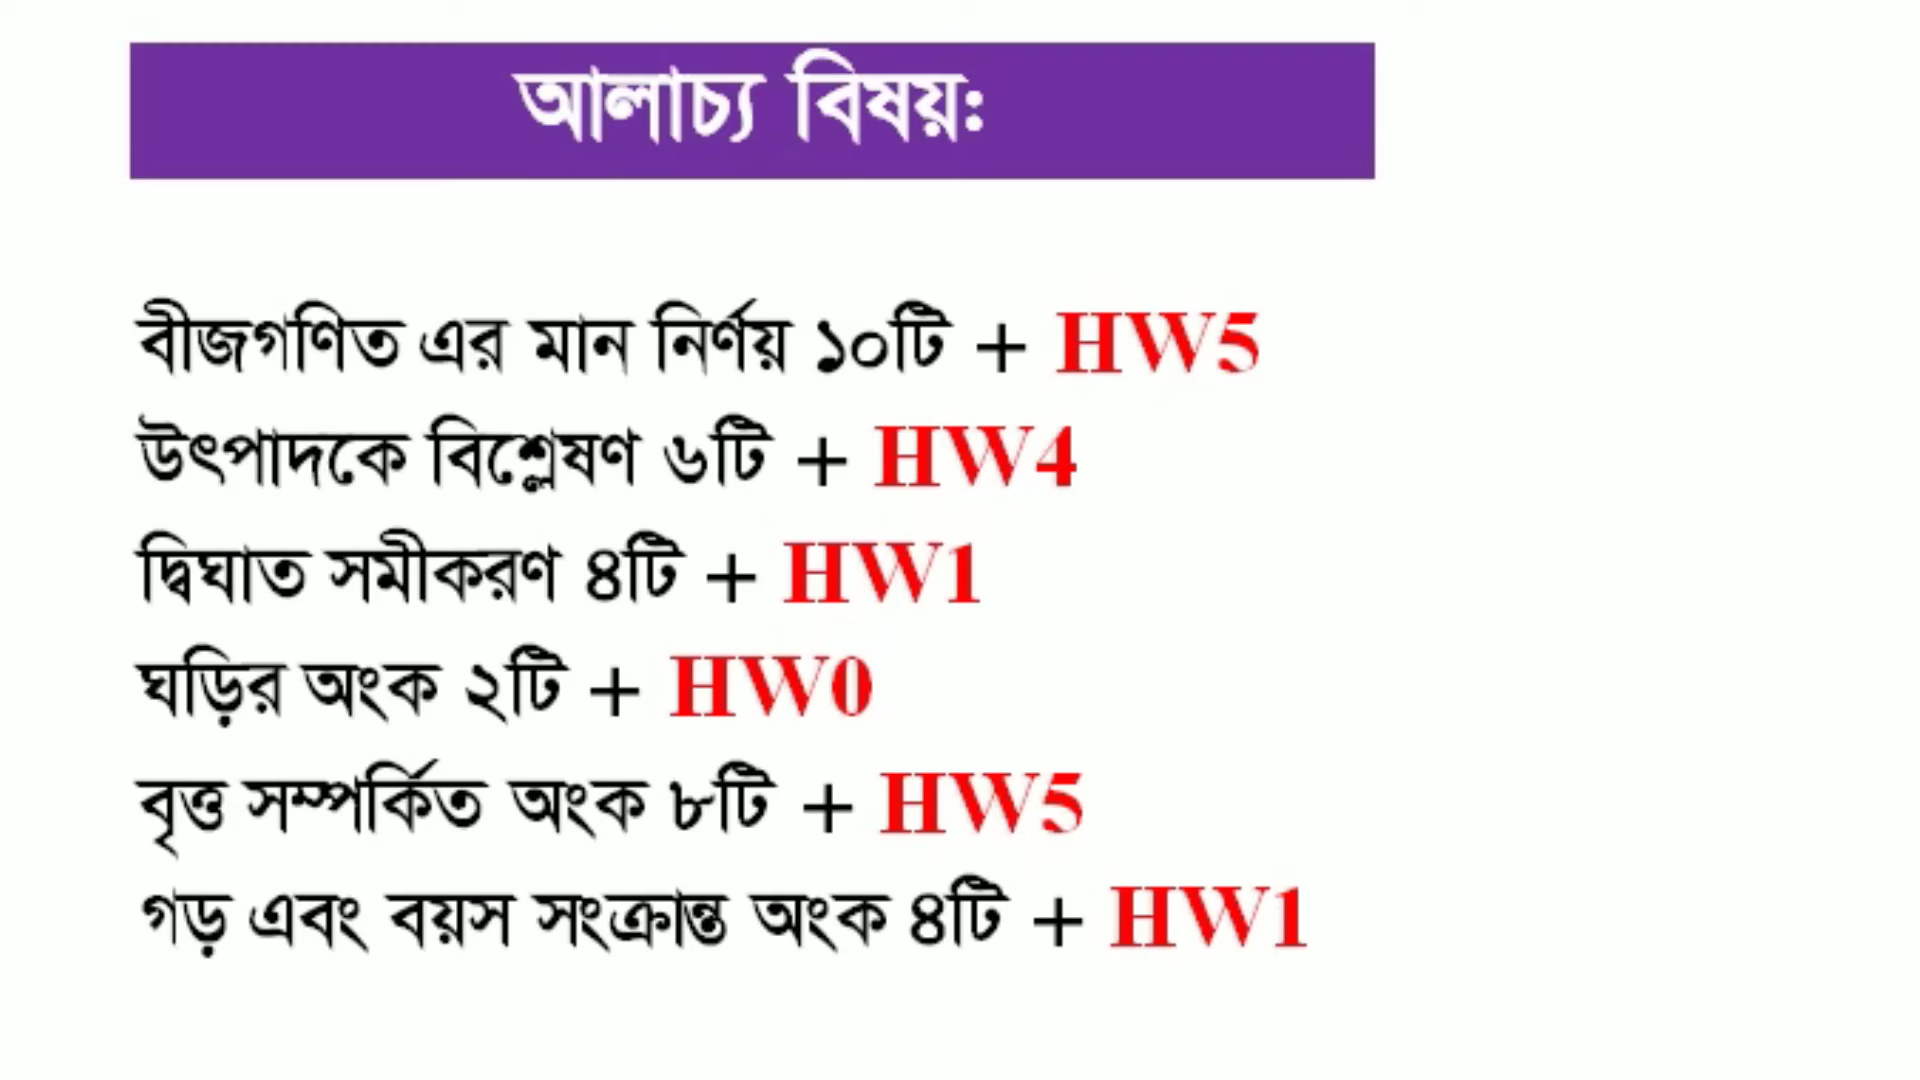 আলাচ্য বিষয়ঃ
বীজগণিত এর মান নির্ণয় ১০টি + HW5
উৎপাদকে বিশ্লেষণ ৬টি + HW4
দ্বিঘাত সমীকরণ ৪টি + HW1
ঘড়ির অংক ২টি + HW0
বৃত্ত সম্পর্কিত অংক ৮টি + HW5
গড় এবং বয়স সংক্রান্ত অংক ৪টি + HW1